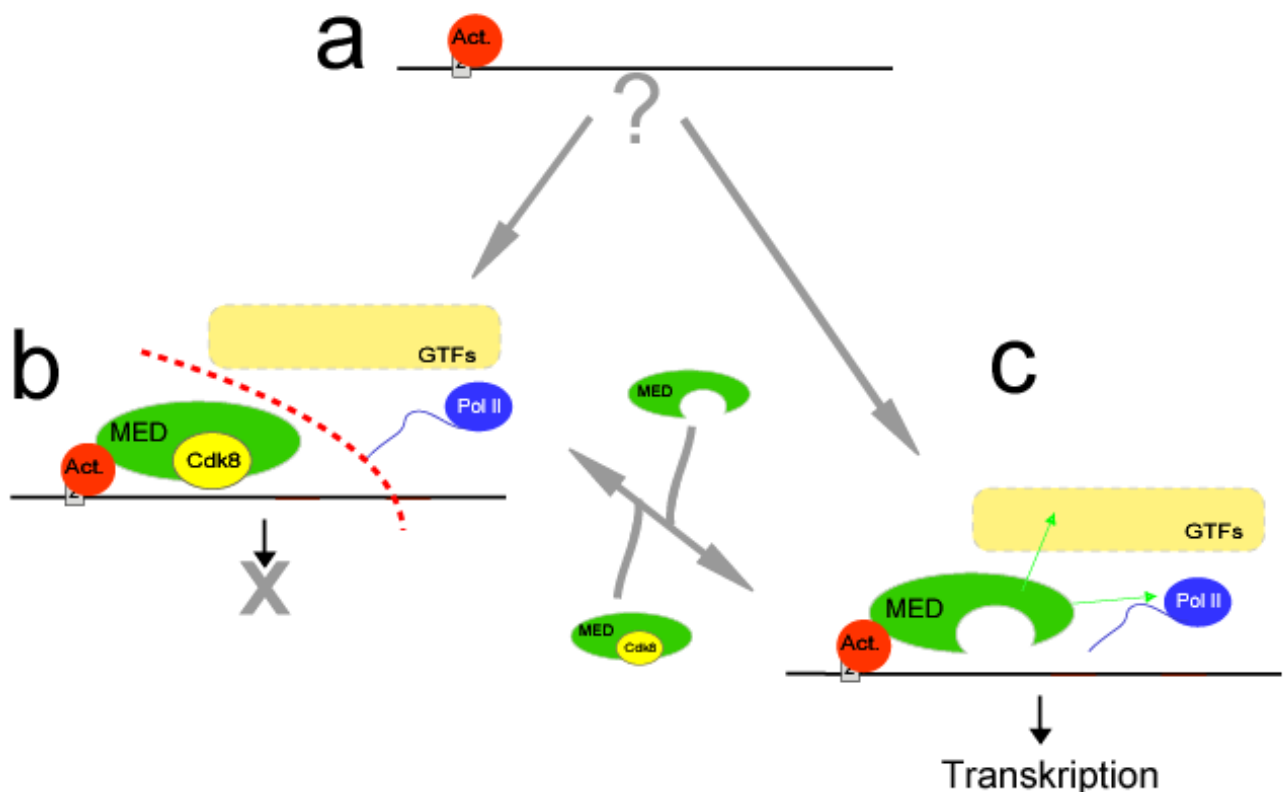 a
Act.
?
b
GTFs
Pol II
MED
Cdk8
Act.
X
MED
MED
Cdk8
c
GTFs
Pol II
MED
Act.
Transkription